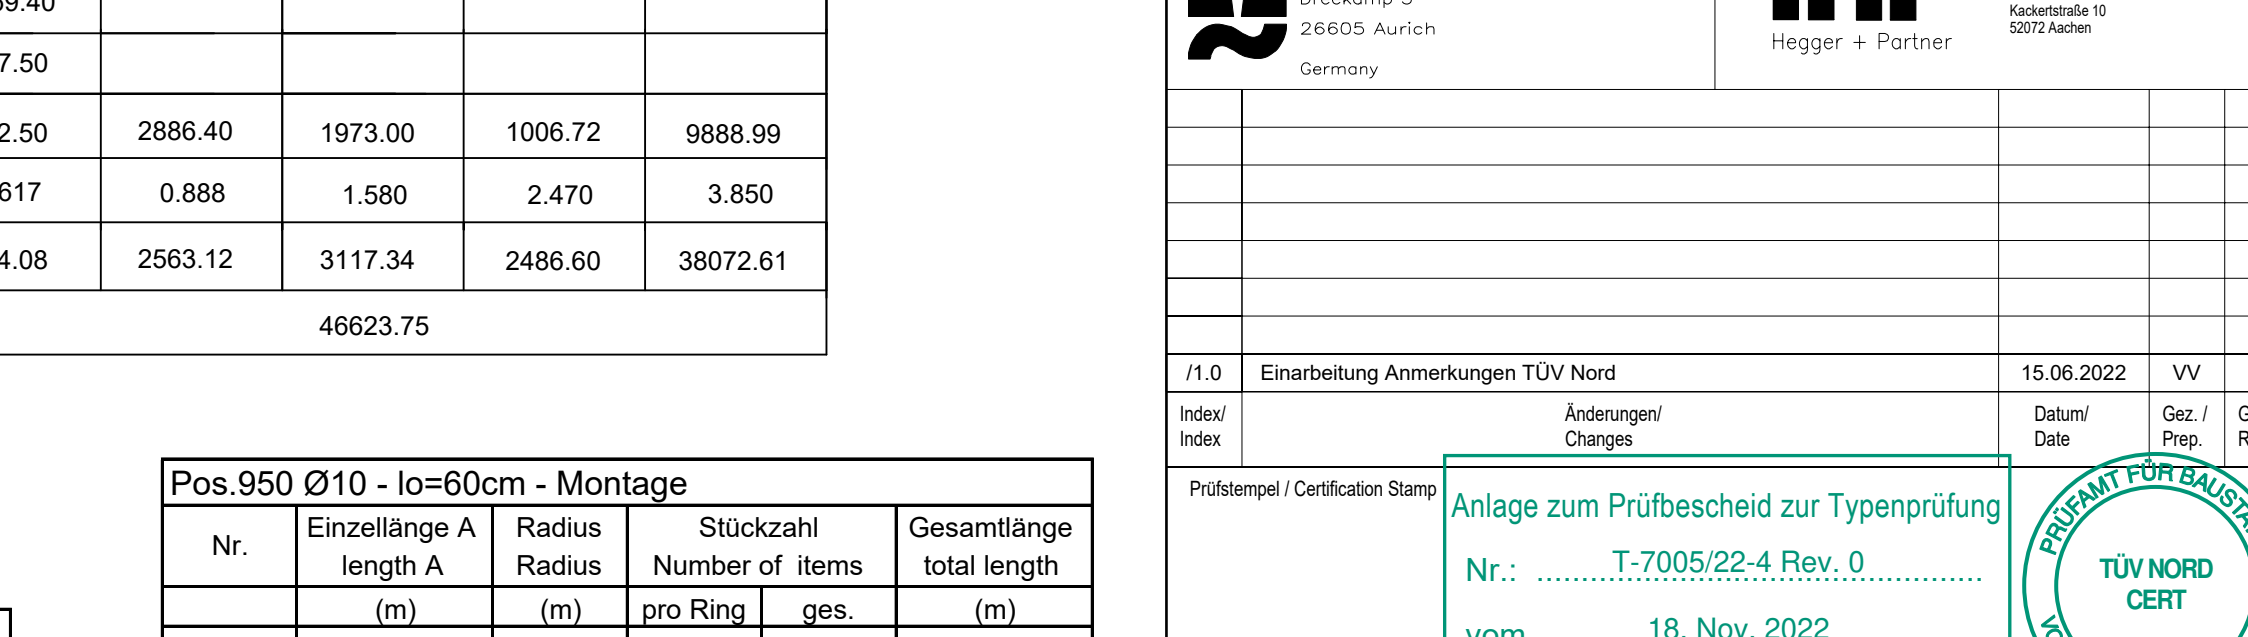 7.50
2.50 2886.40 1973.00 1006.72 9888.99
617 0.888 1.580 2.470 3.850
4.08 2563.12 3117.34 2486.60 38072.61
46623.75
Pos.950 Ø10 - lo=60cm - Montage
Nr. Einzellänge A Radius Stückzahl Gesamtlänge
length A Radius Number of items total length
(m) (m) pro Ring ges. (m)
26605 Aurich
Germany
Hegger + Partner
Kackertstraße 10
52072 Aachen
/1.0 Einarbeitung Anmerkungen TÜV Nord 15.06.2022 VV
Index/ Änderungen/ Datum/ Gez. /
Index Changes Date Prep.
Prüfstempel / Certification Stamp
Anlage zum Prüfbescheid zur Typenprüfung
Nr.: T-7005/22-4 Rev. 0
vom 18. Nov. 2022
PRÜFAMT FÜR BAUSTA
TÜV NORD
CERT